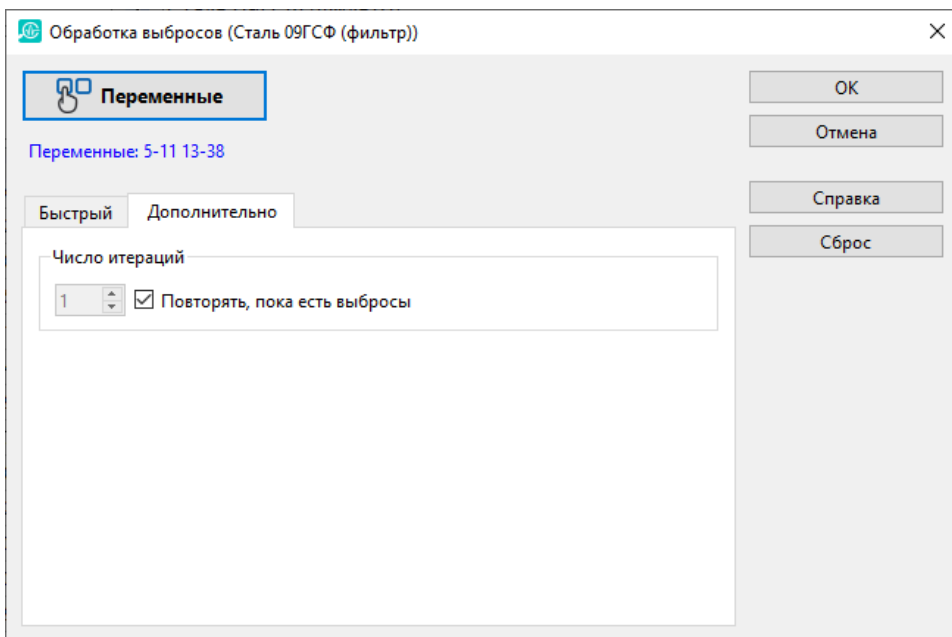 Обработка выбросов (Сталь 09ГСФ (фильтр))
Переменные
OK
Отмена
Переменные: 5-11 13-38
Справка
Быстрый
Дополнительно
Сброс
Число итераций
1
Повторять, пока есть выбросы